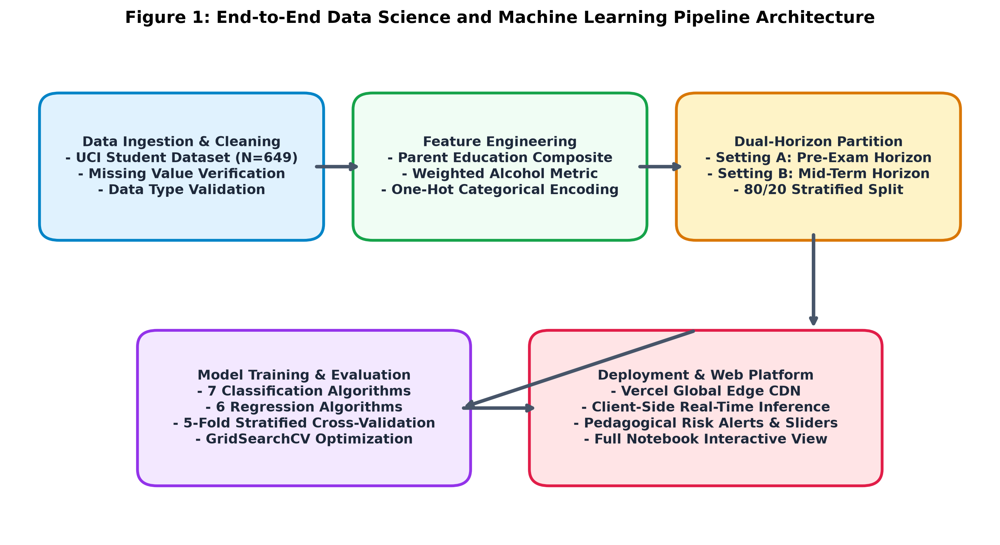 Figure 1: End-to-End Data Science and Machine Learning Pipeline Architecture
Data Ingestion & Cleaning
- UCI Student Dataset (N=649)
- Missing Value Verification
- Data Type Validation
Feature Engineering
- Parent Education Composite
- Weighted Alcohol Metric
- One-Hot Categorical Encoding
Dual-Horizon Partition
- Setting A: Pre-Exam Horizon
- Setting B: Mid-Term Horizon
- 80/20 Stratified Split
Model Training & Evaluation
- 7 Classification Algorithms
- 6 Regression Algorithms
- 5-Fold Stratified Cross-Validation
- GridSearchCV Optimization
Deployment & Web Platform
- Vercel Global Edge CDN
- Client-Side Real-Time Inference
- Pedagogical Risk Alerts & Sliders
- Full Notebook Interactive View